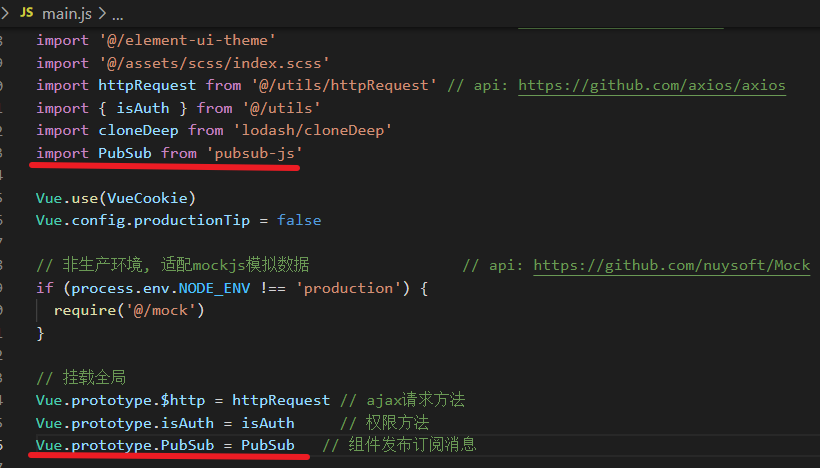 JS main.js > ...
import '@/element-ui-theme'
import '@/assets/scss/index.scss'
import httpRequest from '@/utils/httpRequest' // api: https://github.com/axios/axios
import { isAuth } from '@/utils'
import cloneDeep from 'lodash/cloneDeep'
import PubSub from 'pubsub-js'
Vue.use(VueCookie)
Vue.config.productionTip = false
// 非生产环境, 适配mockjs模拟数据 // api: https://github.com/nuysoft/Mock
if (process.env.NODE_ENV !== 'production') {
require('@/mock')
}
// 挂载全局
Vue.prototype.$http = httpRequest // ajax请求方法
Vue.prototype.isAuth = isAuth // 权限方法
Vue.prototype.PubSub = PubSub // 组件发布订阅消息